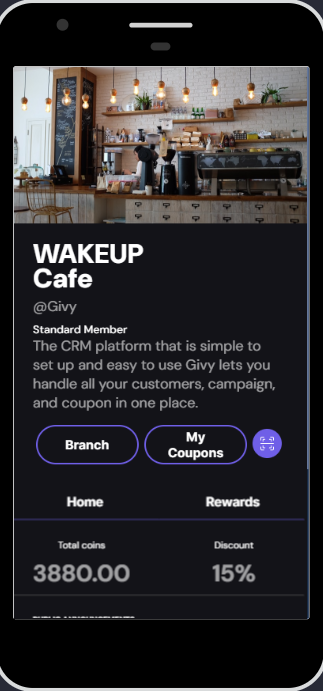 WAKEUP
Cafe
@Givy
Standard Member
The CRM platform that is simple to
set up and easy to use Givy lets you
handle all your customers, campaign,
and coupon in one place.
Branch
My
Coupons
Home
Rewards
Total coins
Discount
3880.00
15%